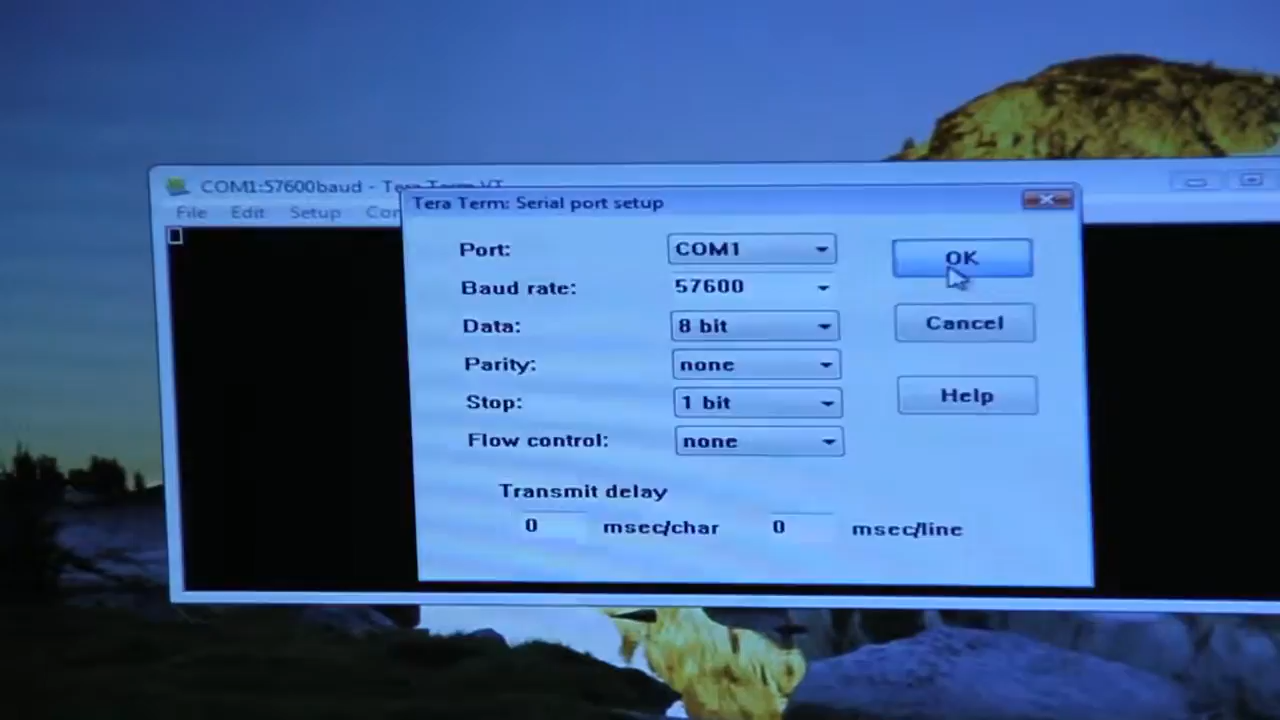 COM1:57600baud - Tera Term VT
File Edit Setup
Tera Term: Serial port setup
Port: COM1
OK
Baud rate: 57600
Data: 8 bit
Cancel
Parity: none
Stop: 1 bit
Help
Flow control: none
Transmit delay
0 msec/char 0 msec/line